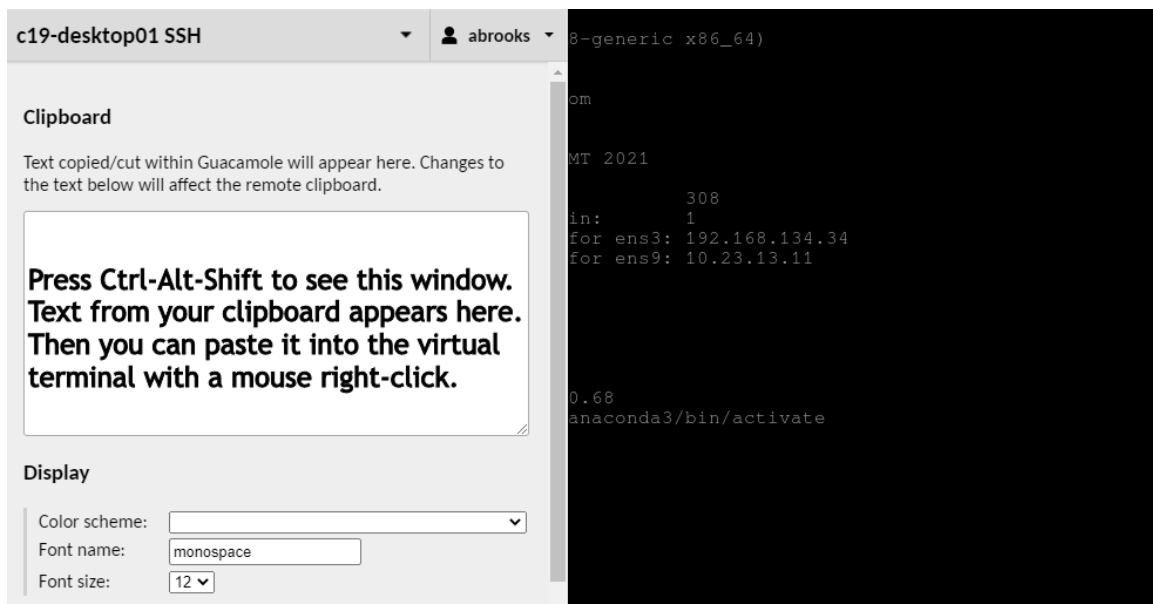 c19-desktop01 SSH
abrooks
Clipboard
Text copied/cut within Guacamole will appear here. Changes to
the text below will affect the remote clipboard.
Press Ctrl-Alt-Shift to see this window.
Text from your clipboard appears here.
Then you can paste it into the virtual
terminal with a mouse right-click.
Display
Color scheme:
Font name: monospace
Font size: 12
8-generic x86_64)
om
MT 2021
308
in: 1
for ens3: 192.168.134.34
for ens9: 10.23.13.11
0.68
anaconda3/bin/activate